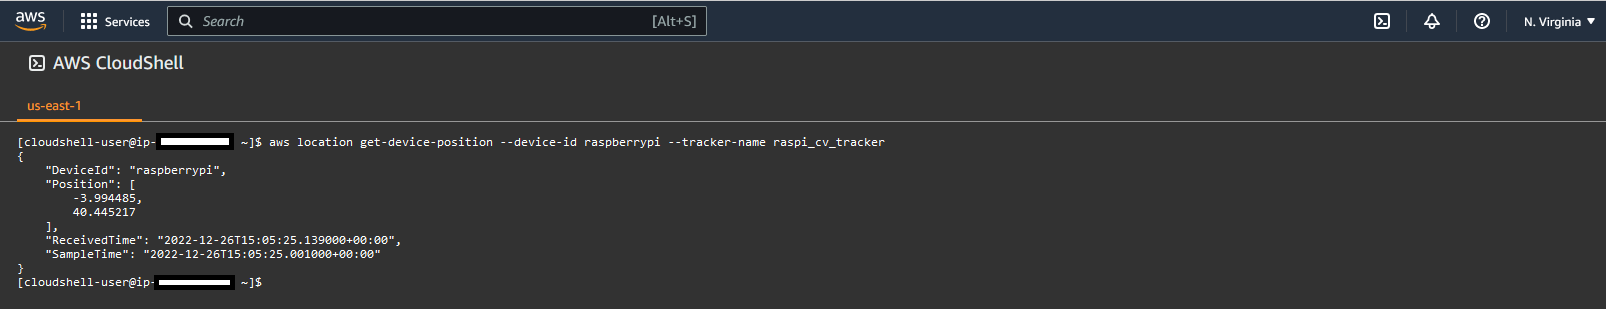 aws Services Search [Alt+S] N. Virginia
AWS CloudShell
us-east-1
[cloudshell-user@ip- ~]$ aws location get-device-position --device-id raspberrypi --tracker-name raspi_cv_tracker
{
    "DeviceId": "raspberrypi",
    "Position": [
        -3.994485,
        40.445217
    ],
    "ReceivedTime": "2022-12-26T15:05:25.139000+00:00",
    "SampleTime": "2022-12-26T15:05:25.001000+00:00"
}
[cloudshell-user@ip- ~]$